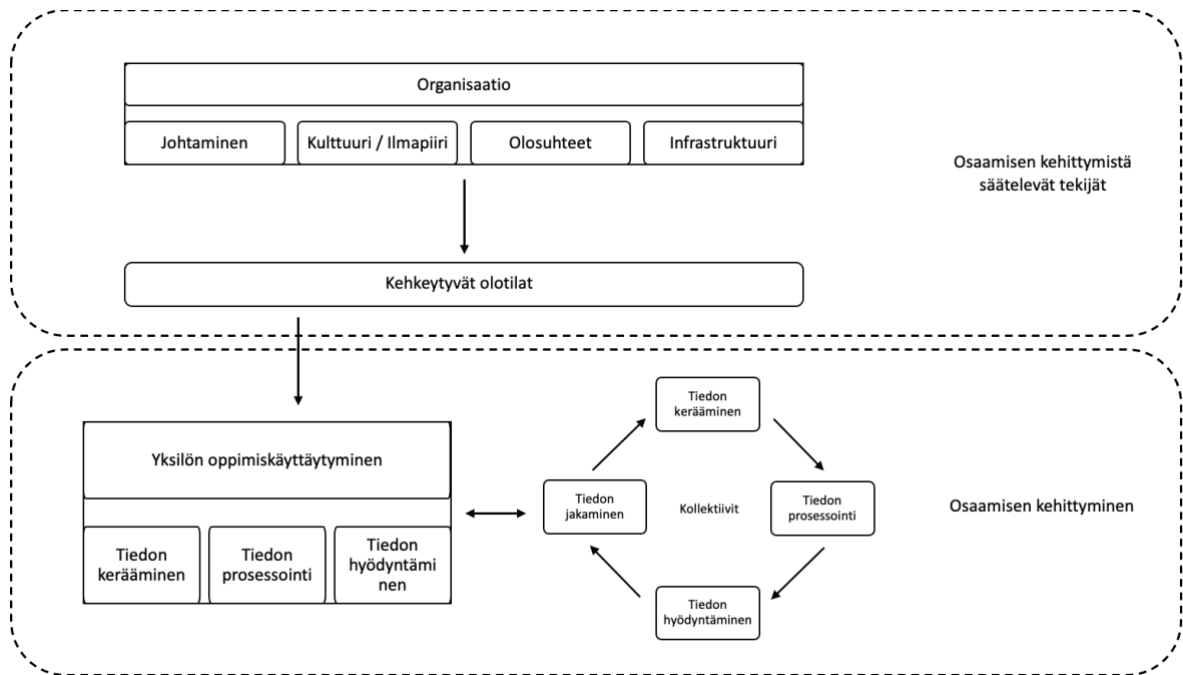 Organisaatio
Johtaminen
Kulttuuri / Ilmapiiri
Olosuhteet
Infrastruktuuri
Osaamisen kehittymistä
säätelevät tekijät
Kehkeytyvät olotilat
Yksilön oppimiskäyttäytyminen
Tiedon
kerääminen
Tiedon
prosessointi
Tiedon
hyödyntämi
nen
Tiedon
kerääminen
Tiedon
jakaminen
Kollektiivit
Tiedon
prosessointi
Tiedon
hyödyntäminen
Osaamisen kehittyminen